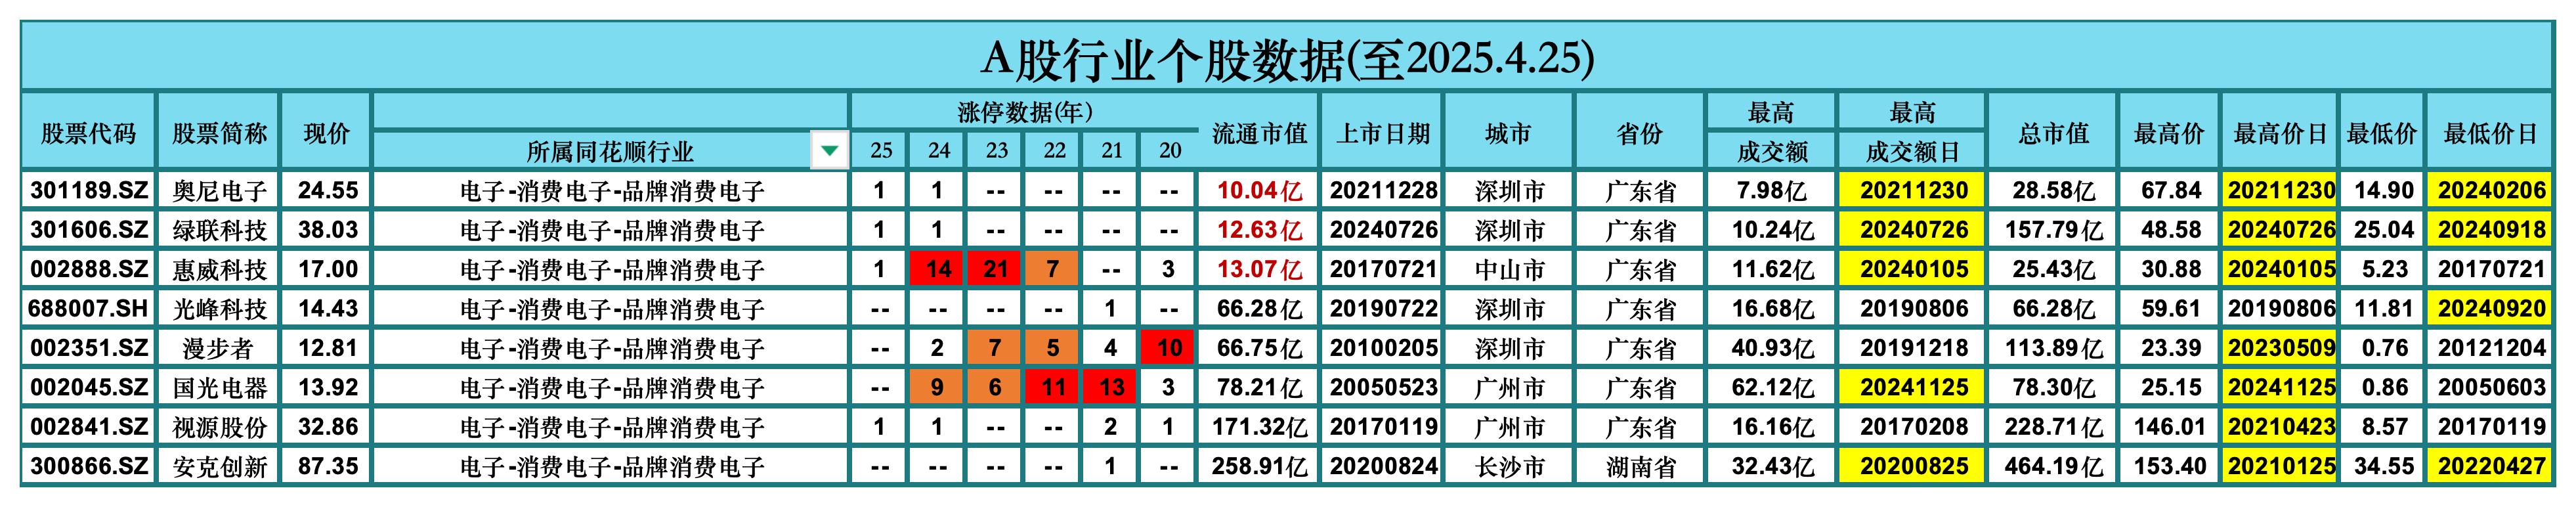 A股行业个股数据(至2025.4.25)
股票代码 股票简称 现价 所属同花顺行业 涨停数据(年) 流通市值 上市日期 城市 省份 最高成交额 最高成交额日 总市值 最高价 最高价日 最低价 最低价日
25 24 23 22 21 20
301189.SZ 奥尼电子 24.55 电子-消费电子-品牌消费电子 1 1 -- -- -- -- 10.04亿 20211228 深圳市 广东省 7.98亿 20211230 28.58亿 67.84 20211230 14.90 20240206
301606.SZ 绿联科技 38.03 电子-消费电子-品牌消费电子 1 1 -- -- -- -- 12.63亿 20240726 深圳市 广东省 10.24亿 20240726 157.79亿 48.58 20240726 25.04 20240918
002888.SZ 惠威科技 17.00 电子-消费电子-品牌消费电子 1 14 21 7 -- 3 13.07亿 20170721 中山市 广东省 11.62亿 20240105 25.43亿 30.88 20240105 5.23 20170721
688007.SH 光峰科技 14.43 电子-消费电子-品牌消费电子 -- -- -- -- 1 -- 66.28亿 20190722 深圳市 广东省 16.68亿 20190806 66.28亿 59.61 20190806 11.81 20240920
002351.SZ 漫步者 12.81 电子-消费电子-品牌消费电子 -- 2 7 5 4 10 66.75亿 20100205 深圳市 广东省 40.93亿 20191218 113.89亿 23.39 20230509 0.76 20121204
002045.SZ 国光电器 13.92 电子-消费电子-品牌消费电子 -- 9 6 11 13 3 78.21亿 20050523 广州市 广东省 62.12亿 20241125 78.30亿 25.15 20241125 0.86 20050603
002841.SZ 视源股份 32.86 电子-消费电子-品牌消费电子 1 1 -- -- 2 1 171.32亿 20170119 广州市 广东省 16.16亿 20170208 228.71亿 146.01 20210423 8.57 20170119
300866.SZ 安克创新 87.35 电子-消费电子-品牌消费电子 -- -- -- -- 1 -- 258.91亿 20200824 长沙市 湖南省 32.43亿 20200825 464.19亿 153.40 20210125 34.55 20220427